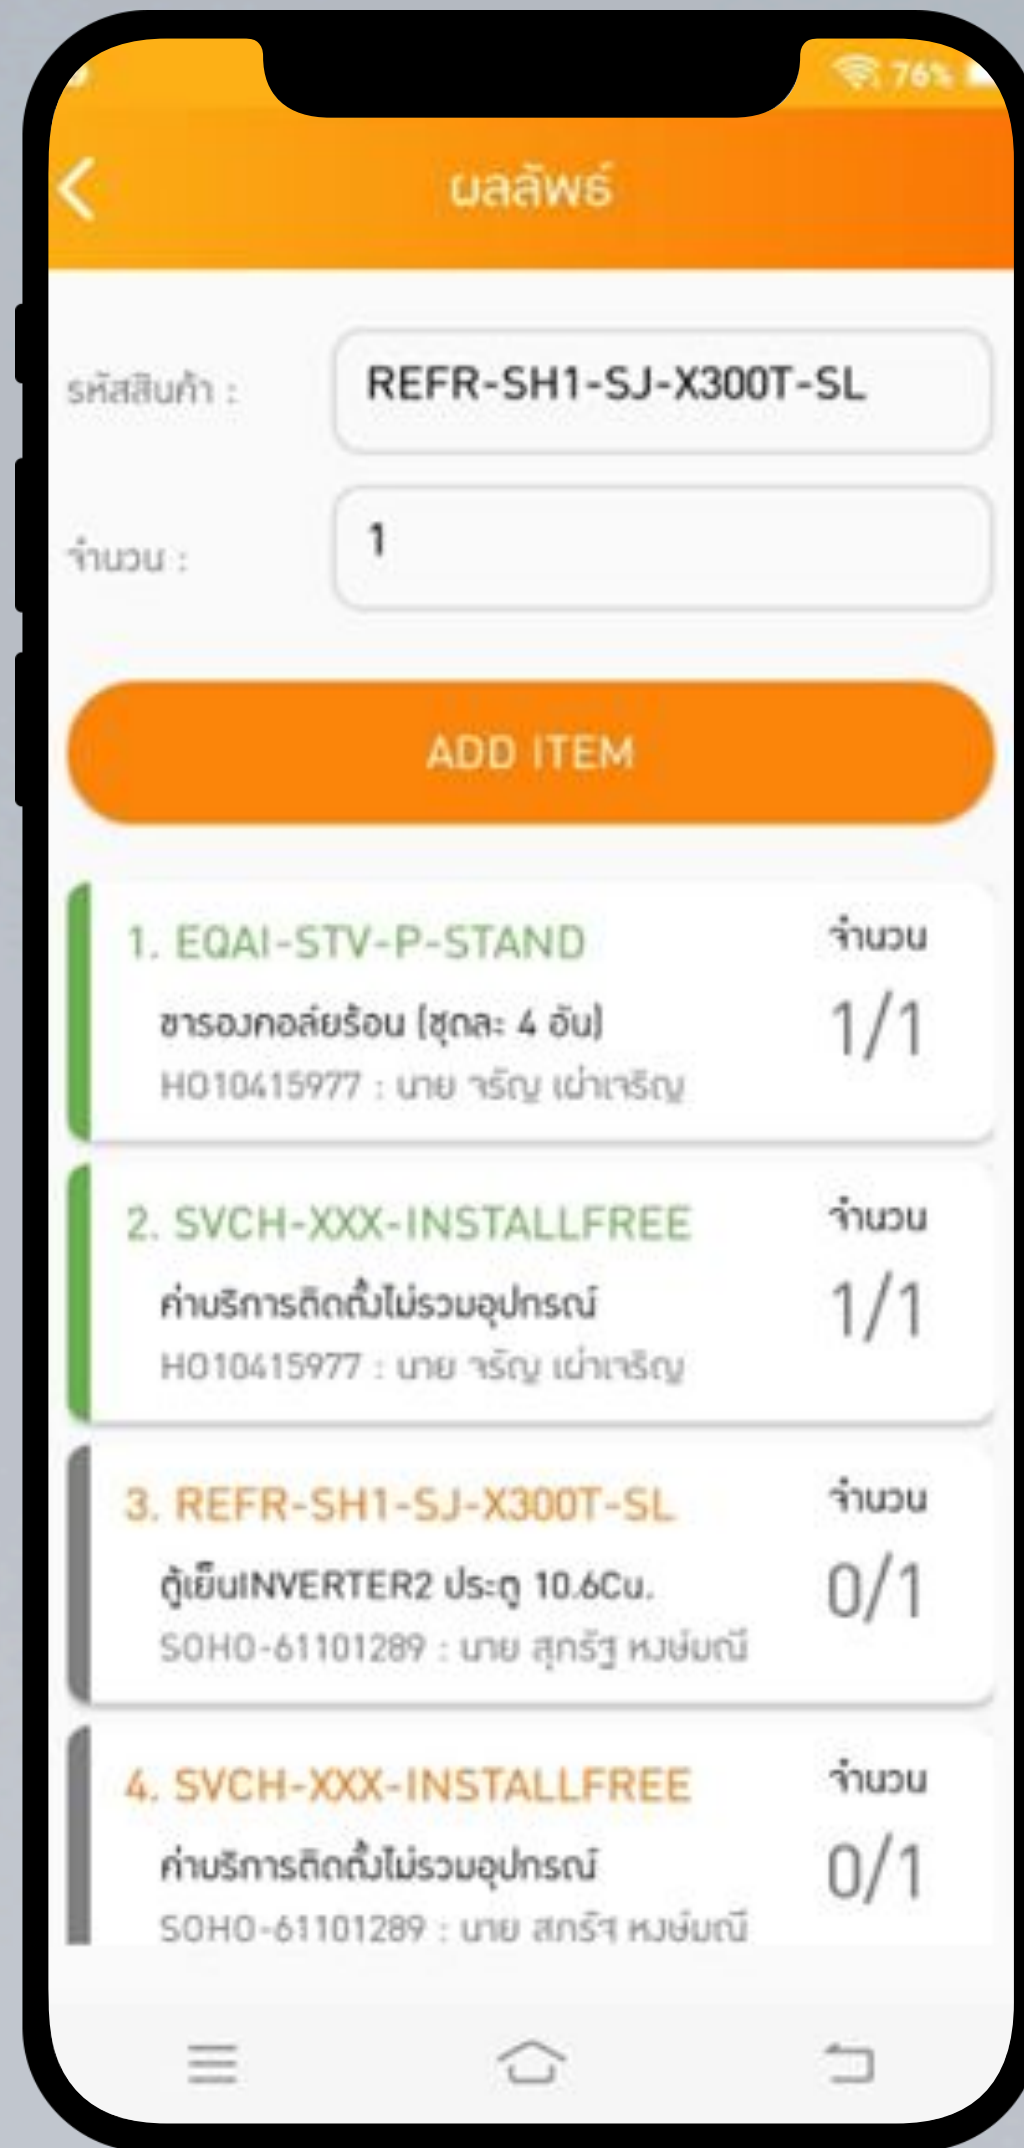 76%
ผลลัพธ์
รหัสสินค้า : REFR-SH1-SJ-X300T-SL
จำนวน : 1
ADD ITEM
1. EQAI-STV-P-STAND จำนวน
ขารองคอล์ยร้อน (ชุดละ 4 อัน) 1/1
HO10415977 : นาย จรัญ เผ่าเจริญ
2. SVCH-XXX-INSTALLFREE จำนวน
ค่าบริการติดตั้งไม่รวมอุปกรณ์ 1/1
HO10415977 : นาย จรัญ เผ่าเจริญ
3. REFR-SH1-SJ-X300T-SL จำนวน
ตู้เย็นINVERTER2 ประตู 10.6Cu. 0/1
SOHO-61101289 : นาย สุกรัฐ หงษ์มณี
4. SVCH-XXX-INSTALLFREE จำนวน
ค่าบริการติดตั้งไม่รวมอุปกรณ์ 0/1
SOHO-61101289 : นาย สุกรัฐ หงษ์มณี